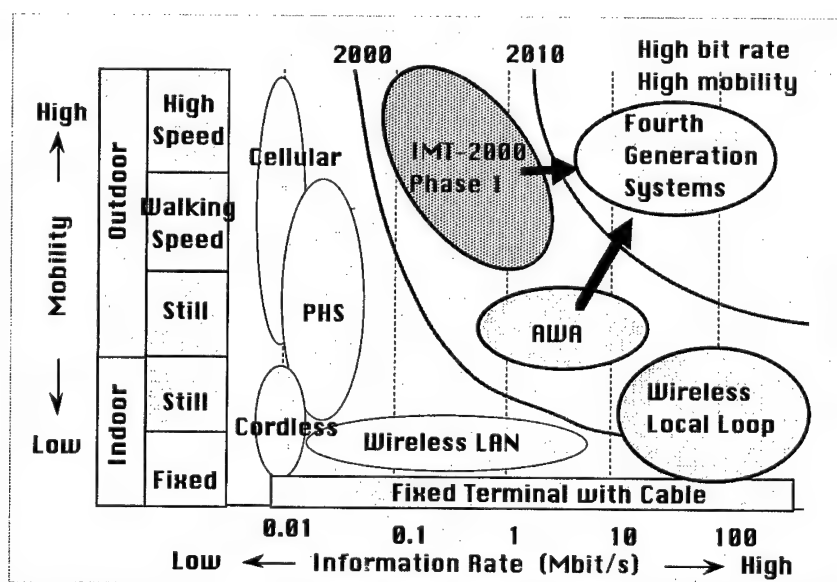 2000
2010
High bit rate
High mobility
High
Low
Mobility
Outdoor
Indoor
High
Speed
Walking
Speed
Still
Still
Fixed
Cellular
PHS
Cordless
IMT-2000
Phase 1
Fourth
Generation
Systems
AWA
Wireless
Local Loop
Wireless LAN
Fixed Terminal with Cable
0.01
0.1
1
10
100
Low
Information Rate (Mbit/s)
High